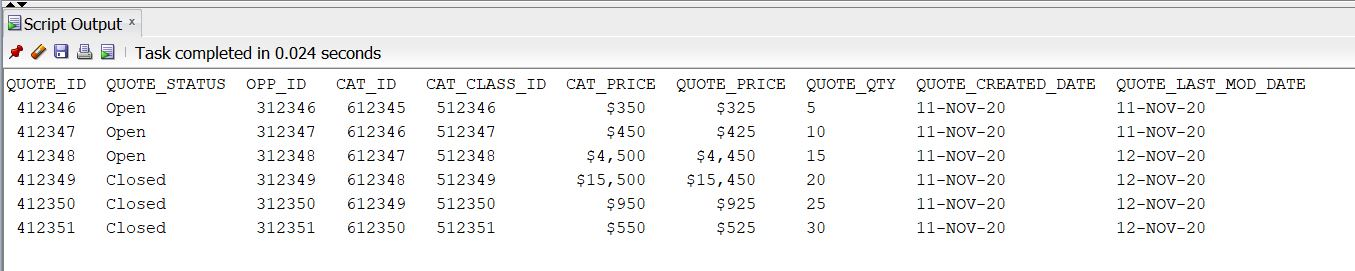 Script Output ×
Task completed in 0.024 seconds
QUOTE_ID QUOTE_STATUS OPP_ID CAT_ID CAT_CLASS_ID CAT_PRICE QUOTE_PRICE QUOTE_QTY QUOTE_CREATED_DATE QUOTE_LAST_MOD_DATE
412346 Open 312346 612345 512346 $350 $325 5 11-NOV-20 11-NOV-20
412347 Open 312347 612346 512347 $450 $425 10 11-NOV-20 11-NOV-20
412348 Open 312348 612347 512348 $4,500 $4,450 15 11-NOV-20 12-NOV-20
412349 Closed 312349 612348 512349 $15,500 $15,450 20 11-NOV-20 12-NOV-20
412350 Closed 312350 612349 512350 $950 $925 25 11-NOV-20 12-NOV-20
412351 Closed 312351 612350 512351 $550 $525 30 11-NOV-20 12-NOV-20